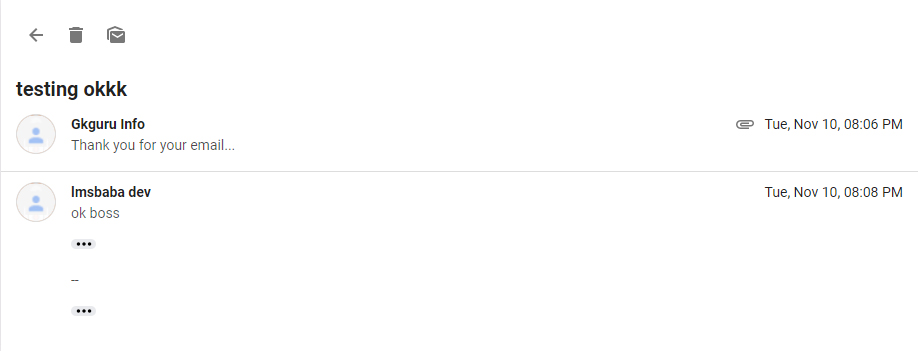 testing okkk
Gkguru Info
Tue, Nov 10, 08:06 PM
Thank you for your email...
lmsbaba dev
Tue, Nov 10, 08:08 PM
ok boss
•••
--
•••